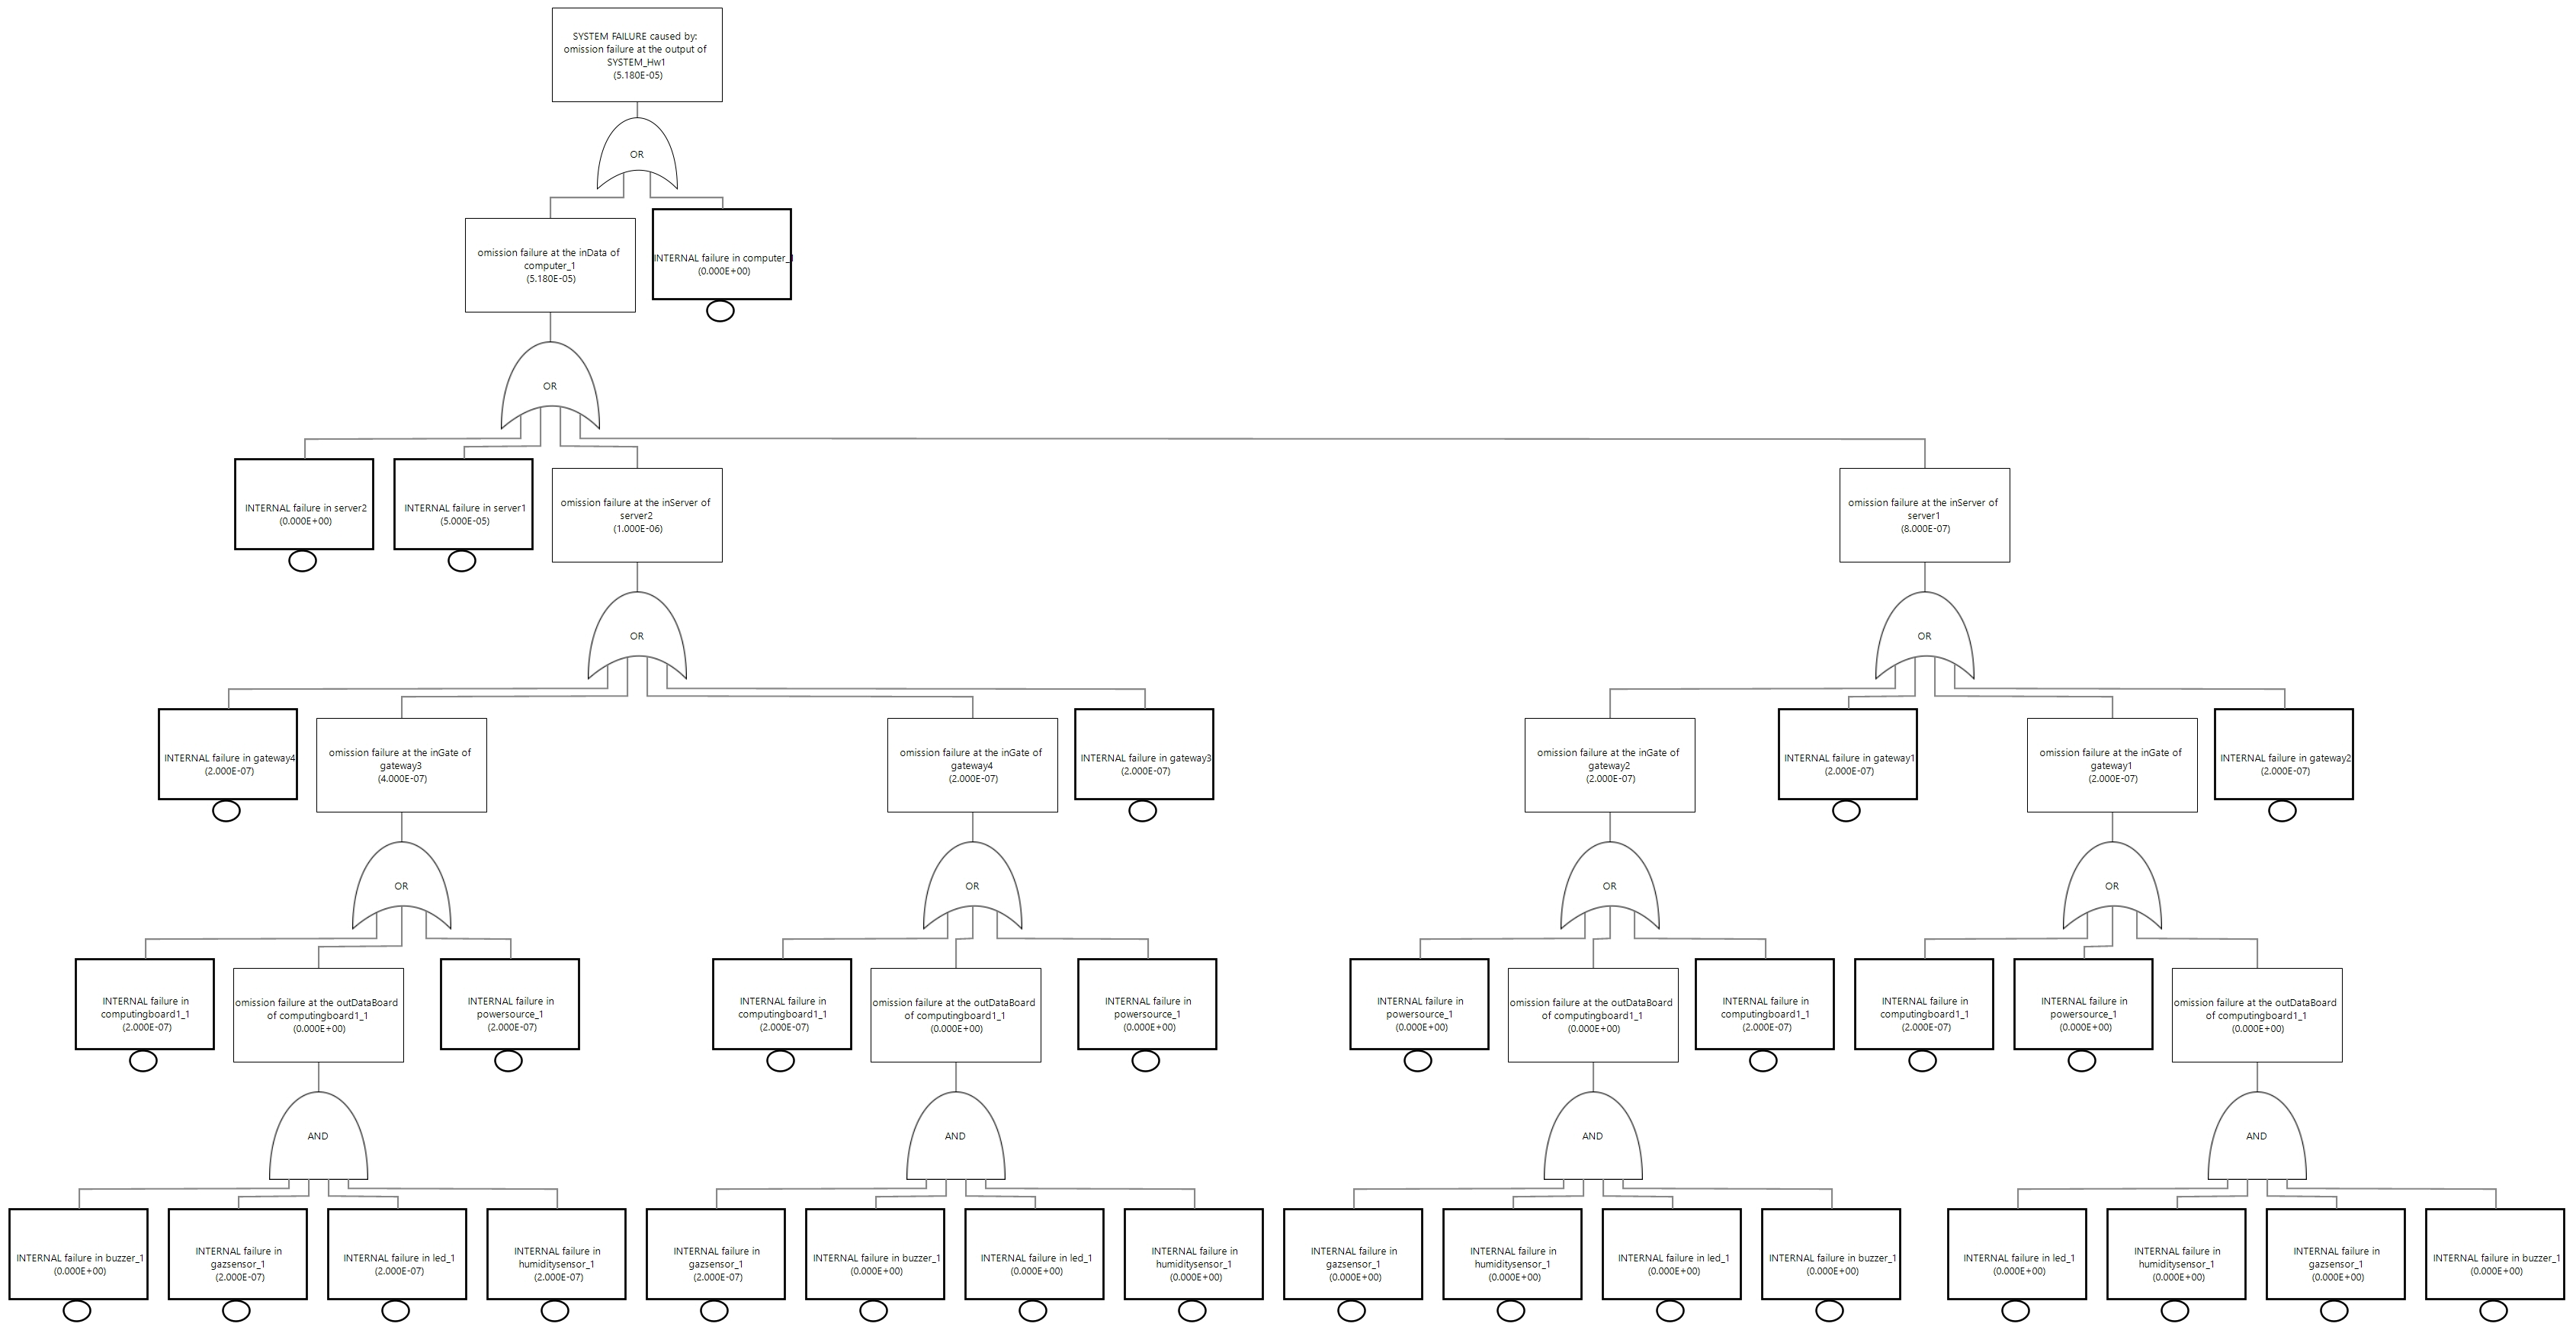 SYSTEM FAILURE caused by:
omission failure at the output of
SYSTEM_Hw1
(5.180E-05)
OR
omission failure at the inData of
computer_1
(5.180E-05)
INTERNAL failure in computer_1
(0.000E+00)
OR
INTERNAL failure in server2
(0.000E+00)
INTERNAL failure in server1
(5.000E-05)
omission failure at the inServer of
server2
(1.000E-06)
omission failure at the inServer of
server1
(8.000E-07)
OR
OR
INTERNAL failure in gateway4
(2.000E-07)
omission failure at the inGate of
gateway3
(4.000E-07)
omission failure at the inGate of
gateway4
(2.000E-07)
INTERNAL failure in gateway3
(2.000E-07)
omission failure at the inGate of
gateway2
(2.000E-07)
INTERNAL failure in gateway1
(2.000E-07)
omission failure at the inGate of
gateway1
(2.000E-07)
INTERNAL failure in gateway2
(2.000E-07)
OR
OR
OR
OR
INTERNAL failure in
computingboard1_1
(2.000E-07)
omission failure at the outDataBoard
of computingboard1_1
(0.000E+00)
INTERNAL failure in
powersource_1
(2.000E-07)
INTERNAL failure in
computingboard1_1
(2.000E-07)
omission failure at the outDataBoard
of computingboard1_1
(0.000E+00)
INTERNAL failure in
powersource_1
(0.000E+00)
INTERNAL failure in
powersource_1
(0.000E+00)
omission failure at the outDataBoard
of computingboard1_1
(0.000E+00)
INTERNAL failure in
computingboard1_1
(2.000E-07)
INTERNAL failure in
computingboard1_1
(2.000E-07)
INTERNAL failure in
powersource_1
(0.000E+00)
omission failure at the outDataBoard
of computingboard1_1
(0.000E+00)
AND
AND
AND
AND
INTERNAL failure in buzzer_1
(0.000E+00)
INTERNAL failure in
gazsensor_1
(2.000E-07)
INTERNAL failure in led_1
(2.000E-07)
INTERNAL failure in
humiditysensor_1
(2.000E-07)
INTERNAL failure in
gazsensor_1
(2.000E-07)
INTERNAL failure in buzzer_1
(0.000E+00)
INTERNAL failure in led_1
(0.000E+00)
INTERNAL failure in
humiditysensor_1
(0.000E+00)
INTERNAL failure in
gazsensor_1
(0.000E+00)
INTERNAL failure in
humiditysensor_1
(0.000E+00)
INTERNAL failure in led_1
(0.000E+00)
INTERNAL failure in buzzer_1
(0.000E+00)
INTERNAL failure in led_1
(0.000E+00)
INTERNAL failure in
humiditysensor_1
(0.000E+00)
INTERNAL failure in
gazsensor_1
(0.000E+00)
INTERNAL failure in buzzer_1
(0.000E+00)